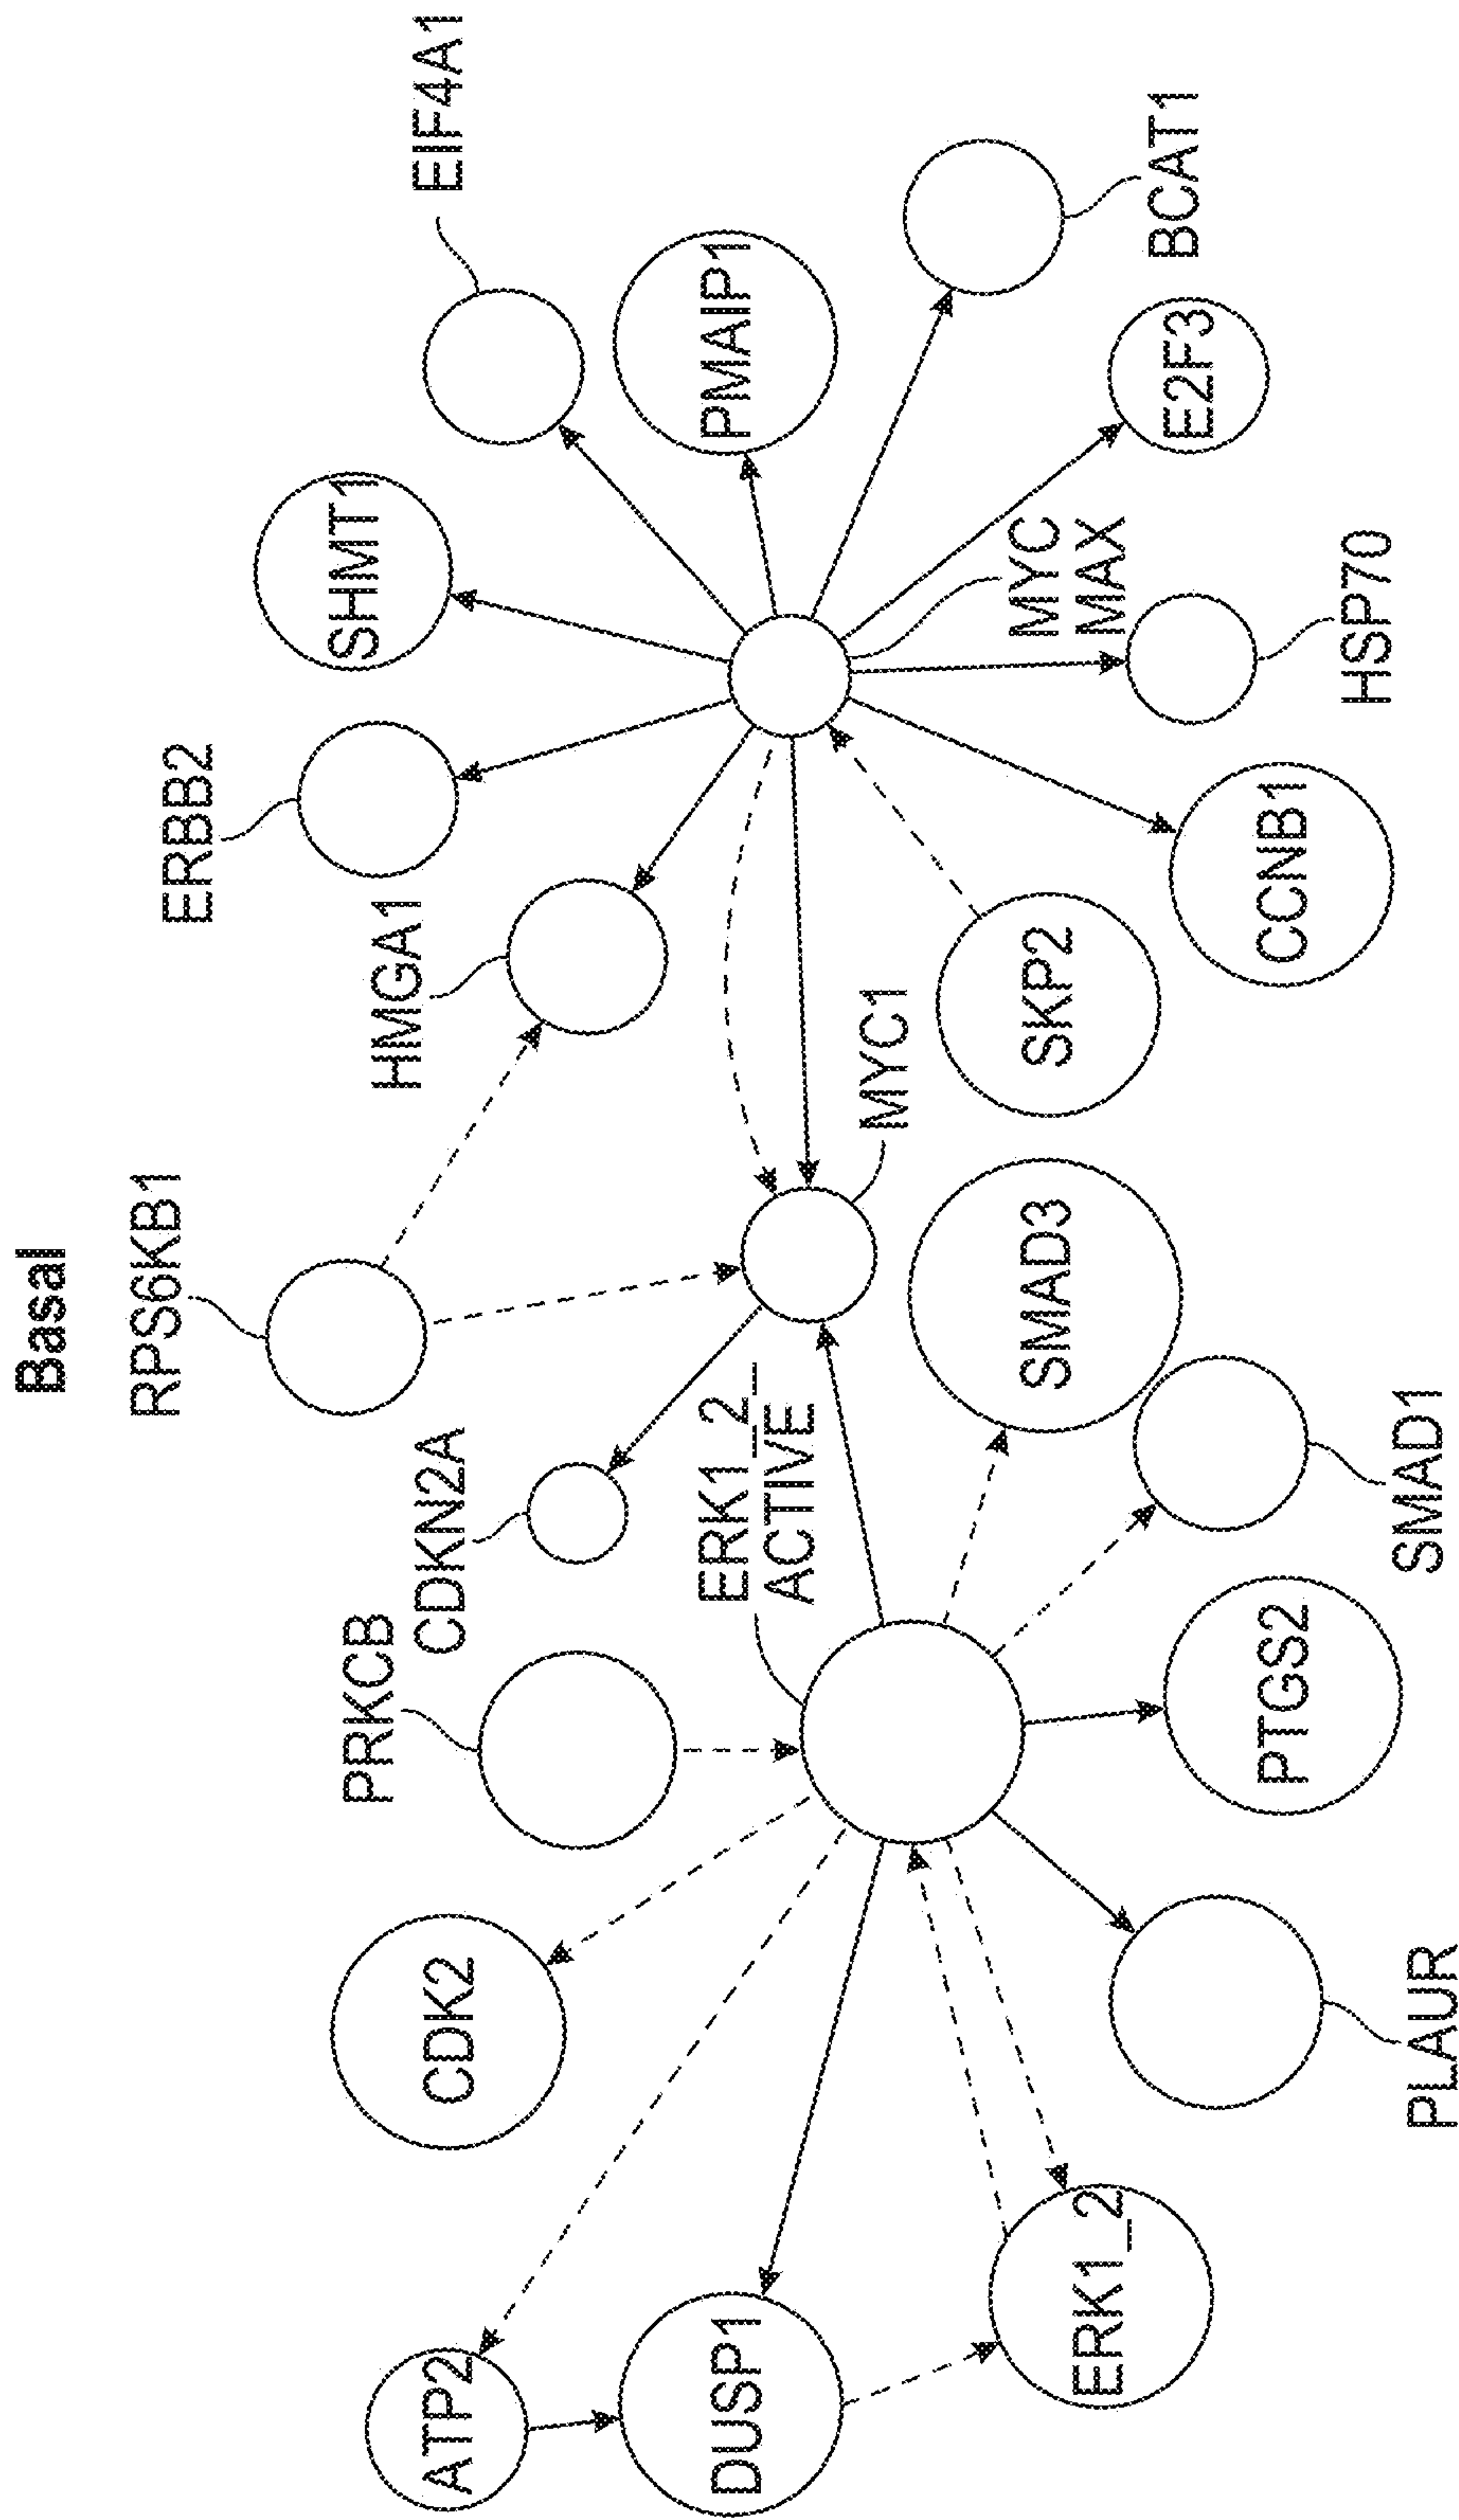 Basal
RPS6KB1
ERBB2
SHMT1
EIF4A1
HMGA1
PMAIP1
CDKN2A
PRKCB
CDK2
ATP2
DUSP1
ERK1_2_
ACTIVE
MYC1
MYC
MAX
BCAT1
E2F3
HSP70
CCNB1
SKP2
SMAD3
SMAD1
PTGS2
PLAUR
ERK1_2